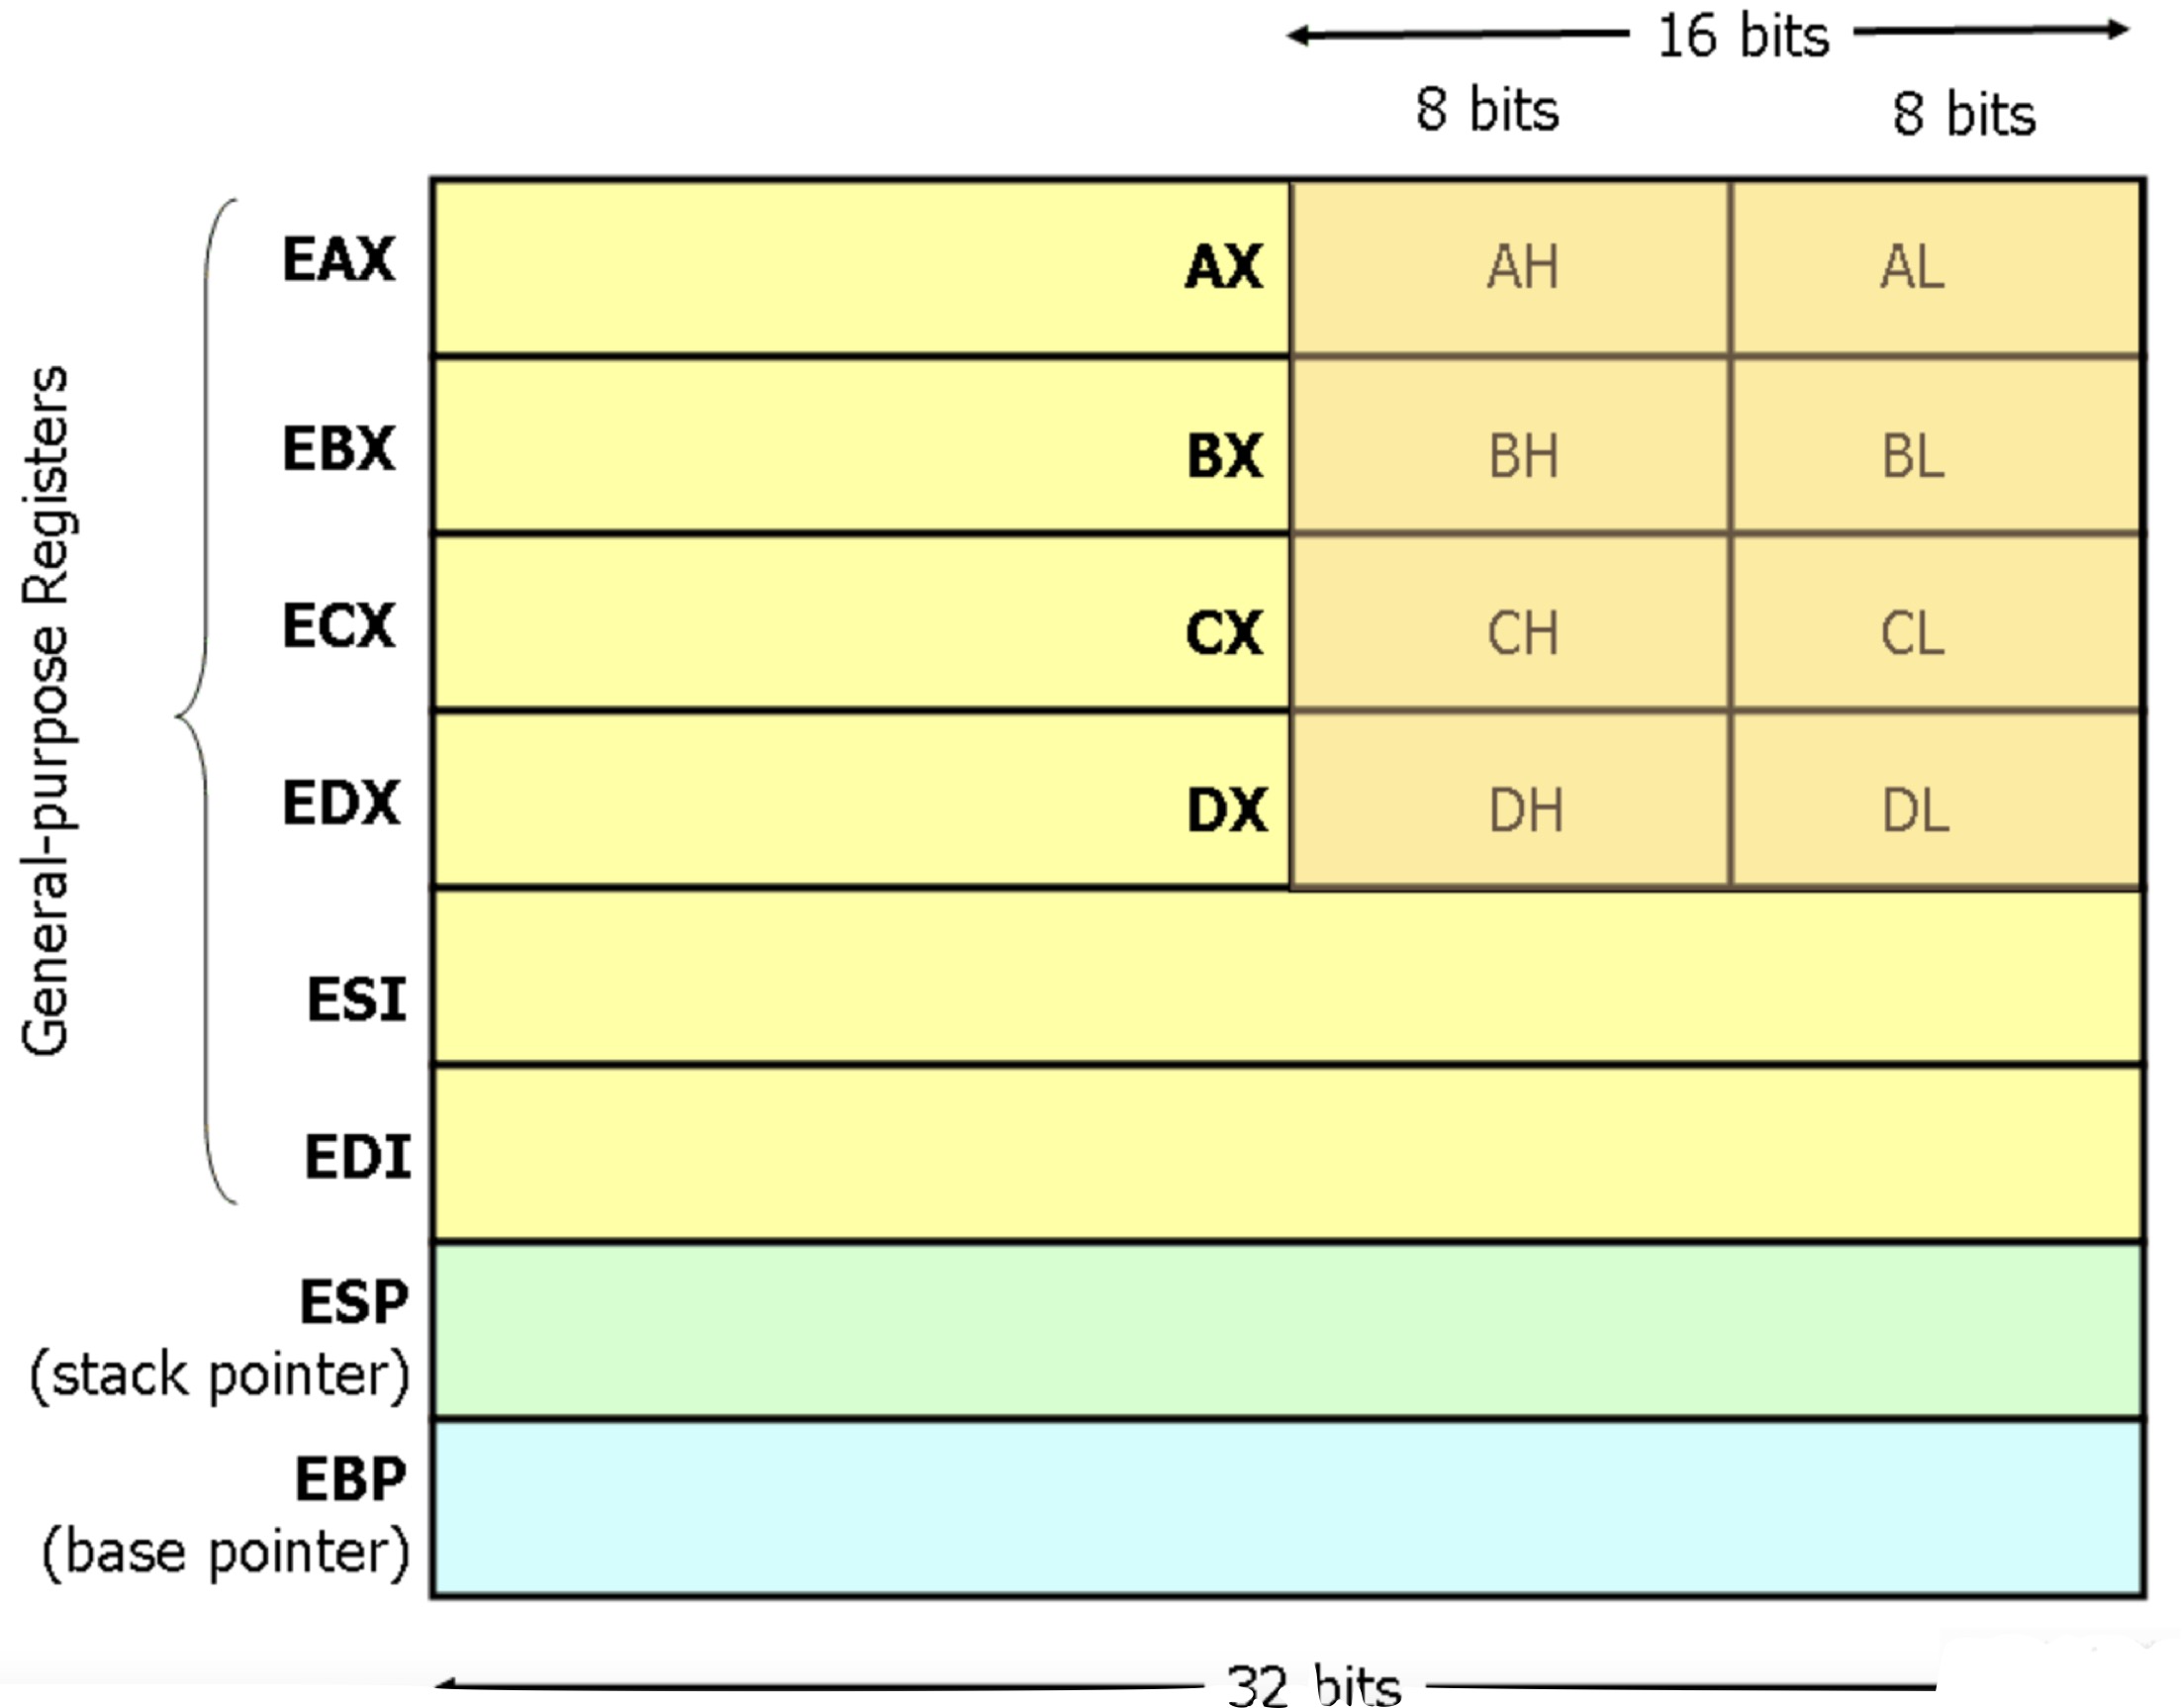 16 bits
8 bits 8 bits
General-purpose Registers
EAX AX AH AL
EBX BX BH BL
ECX CX CH CL
EDX DX DH DL
ESI
EDI
ESP
(stack pointer)
EBP
(base pointer)
32 bits